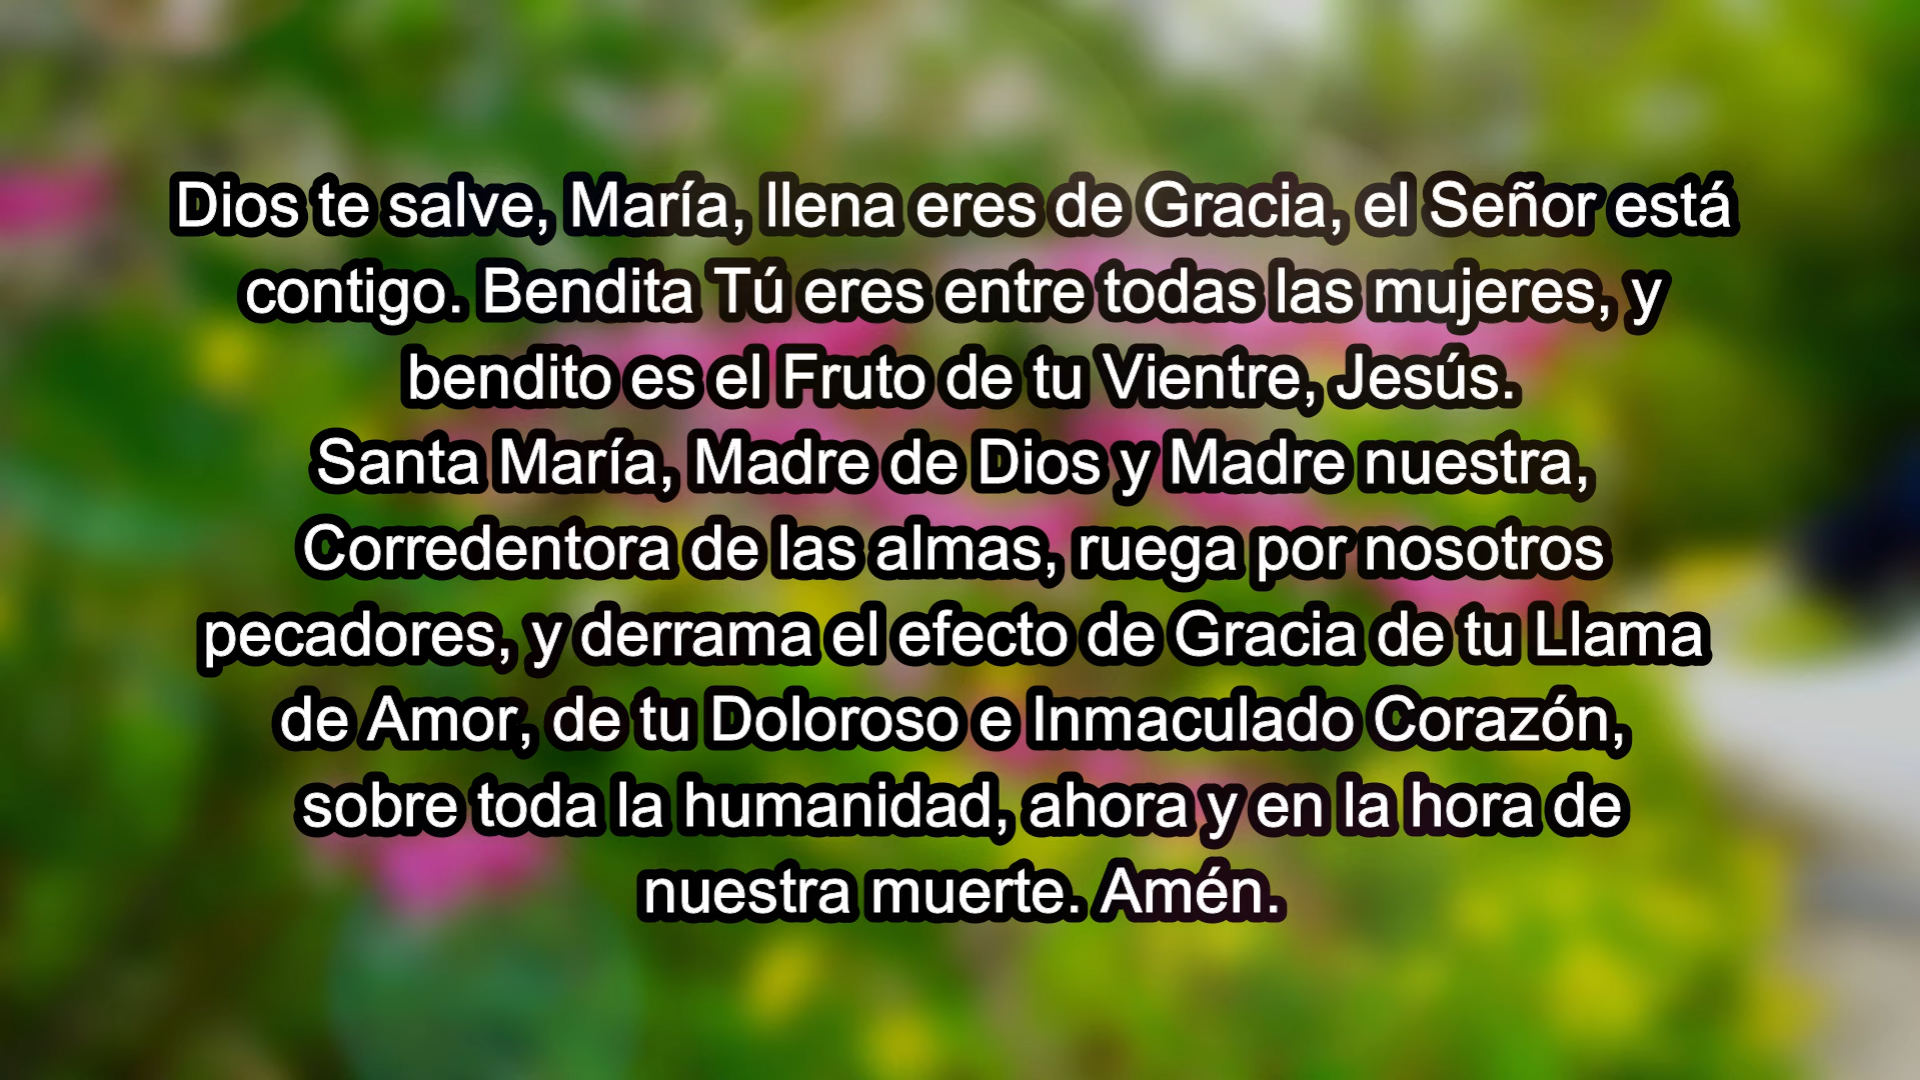 Dios te salve, María, llena eres de Gracia, el Señor está
contigo. Bendita Tú eres entre todas las mujeres, y
bendito es el Fruto de tu Vientre, Jesús.
Santa María, Madre de Dios y Madre nuestra,
Corredentora de las almas, ruega por nosotros
pecadores, y derrama el efecto de Gracia de tu Llama
de Amor, de tu Doloroso e Inmaculado Corazón,
sobre toda la humanidad, ahora y en la hora de
nuestra muerte. Amén.